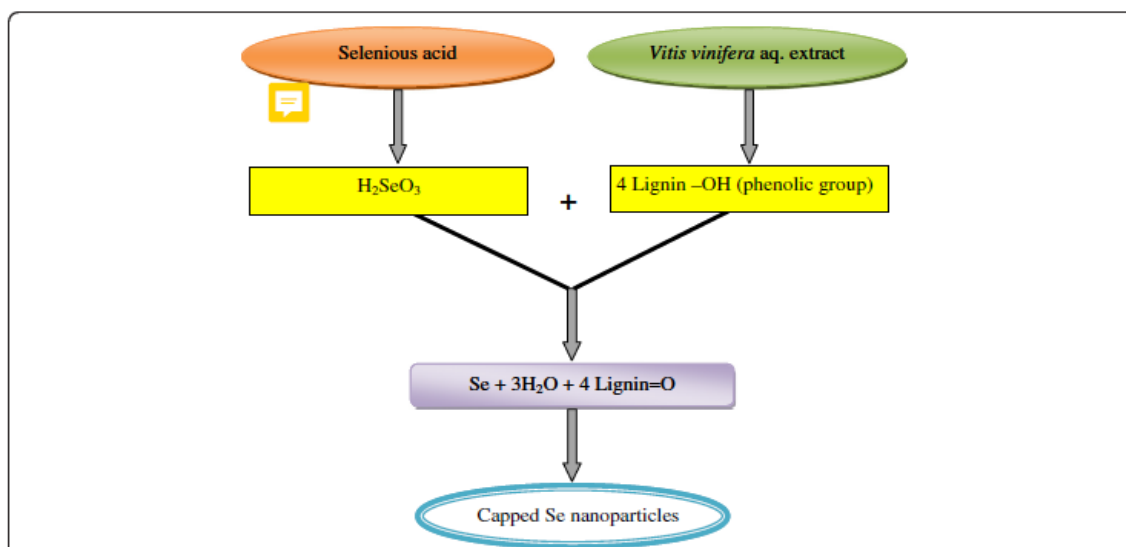 Selenious acid
Vitis vinifera aq. extract
H₂SeO₃
+
4 Lignin –OH (phenolic group)
Se + 3H₂O + 4 Lignin=O
Capped Se nanoparticles